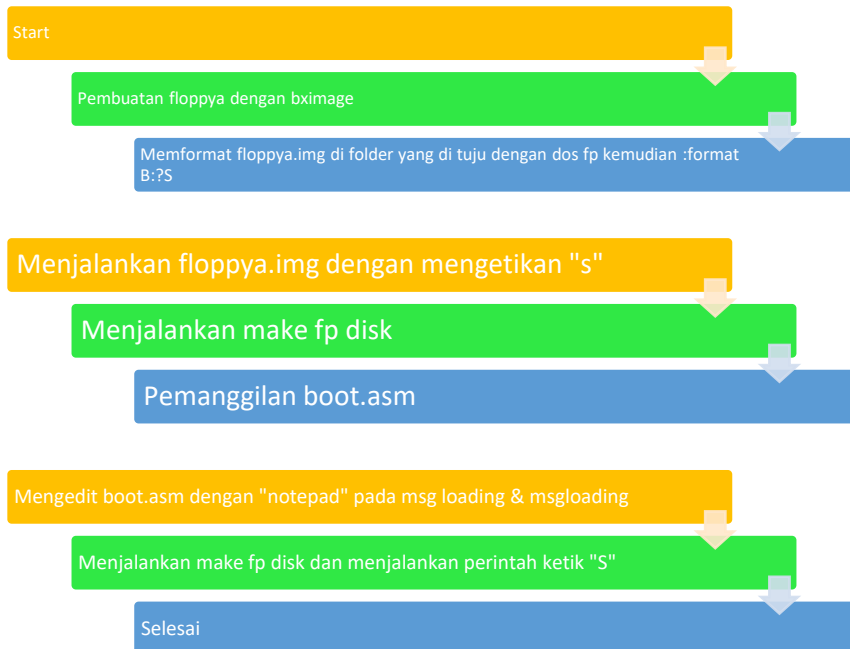 Start
Pembuatan floppya dengan bximage
Memformat floppya.img di folder yang di tuju dengan dos fp kemudian :format
B:?S
Menjalankan floppya.img dengan mengetikan "s"
Menjalankan make fp disk
Pemanggilan boot.asm
Mengedit boot.asm dengan "notepad" pada msg loading & msgloading
Menjalankan make fp disk dan menjalankan perintah ketik "S"
Selesai